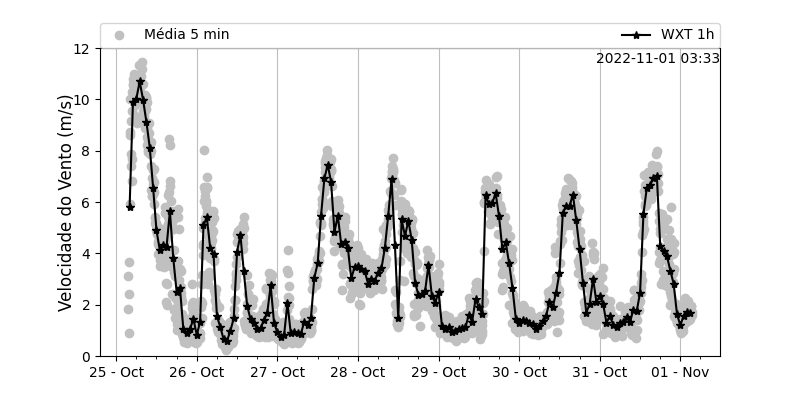 Média 5 min
WXT 1h
2022-11-01 03:33
Velocidade do Vento (m/s)
12
10
8
6
4
2
0
25 - Oct 26 - Oct 27 - Oct 28 - Oct 29 - Oct 30 - Oct 31 - Oct 01 - Nov